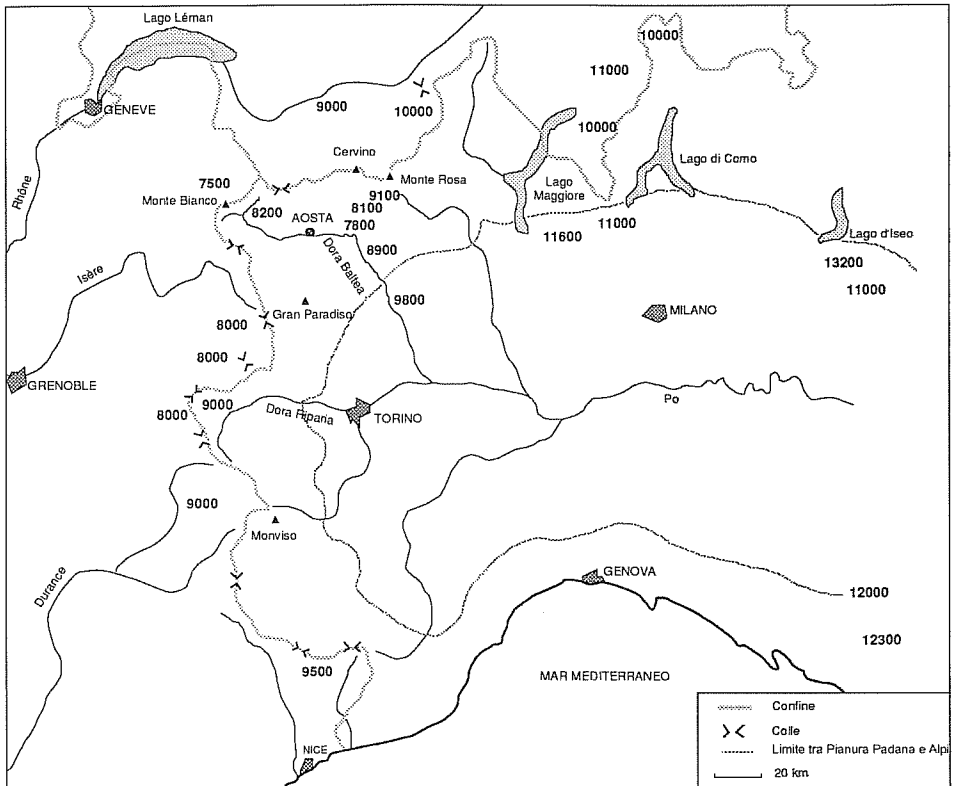 Lago Léman
10000
11000
9000
10000
GENEVE
10000
Cervino
Lago di Como
Rhône
7500
Monte Rosa
Lago
Maggiore
9100
Monte Bianco
8200
8100
AOSTA
7800
11000
11600
Lago d'Iseo
8900
Dora Baltea
13200
Isère
11000
9800
Gran Paradiso
MILANO
8000
8000
GRENOBLE
9000
Po
8000
Dora Riparia
TORINO
9000
Monviso
GENOVA
Durance
12000
12300
9500
MAR MEDITERRANEO
Confine
Colle
NICE
Limite tra Pianura Padana e Alpi
20 km